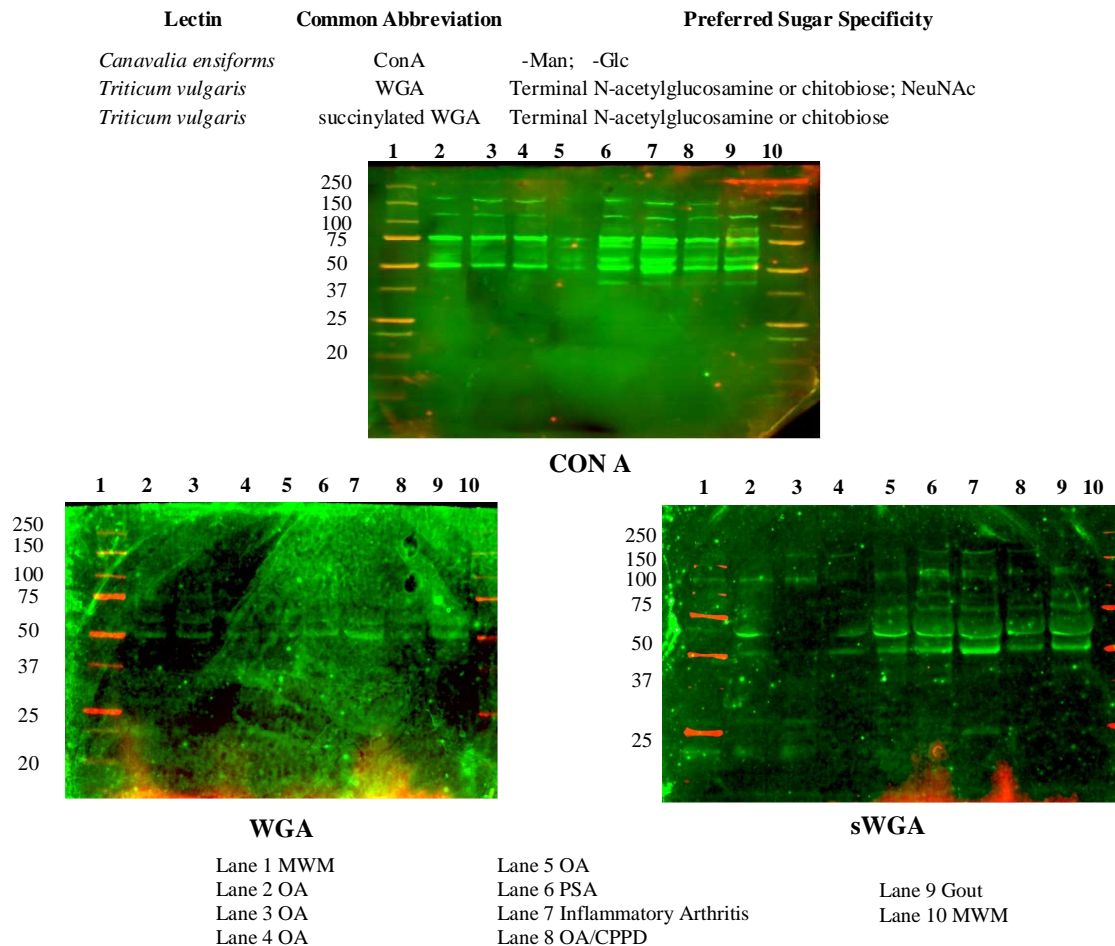 Lectin Common Abbreviation Preferred Sugar Specificity
Canavalia ensiforms ConA -Man; -Glc
Triticum vulgaris WGA Terminal N-acetylglucosamine or chitobiose; NeuNAc
Triticum vulgaris succinylated WGA Terminal N-acetylglucosamine or chitobiose
1 2 3 4 5 6 7 8 9 10
250
150
100
75
50
37
25
20
CON A
1 2 3 4 5 6 7 8 9 10
250
150
100
75
50
37
25
20
WGA
1 2 3 4 5 6 7 8 9 10
250
150
100
75
50
37
25
sWGA
Lane 1 MWM
Lane 2 OA
Lane 3 OA
Lane 4 OA
Lane 5 OA
Lane 6 PSA
Lane 7 Inflammatory Arthritis
Lane 8 OA/CPPD
Lane 9 Gout
Lane 10 MWM